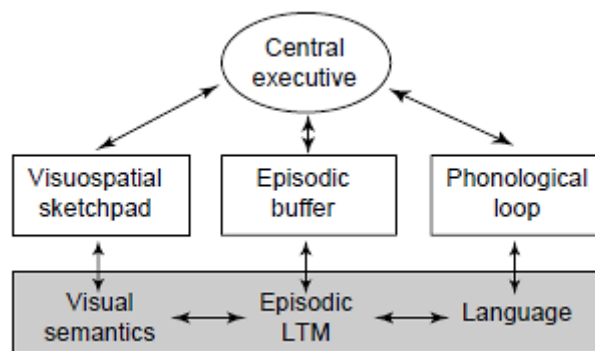 Central
executive
Visuospatial
sketchpad
Episodic
buffer
Phonological
loop
Visual
semantics
Episodic
LTM
Language